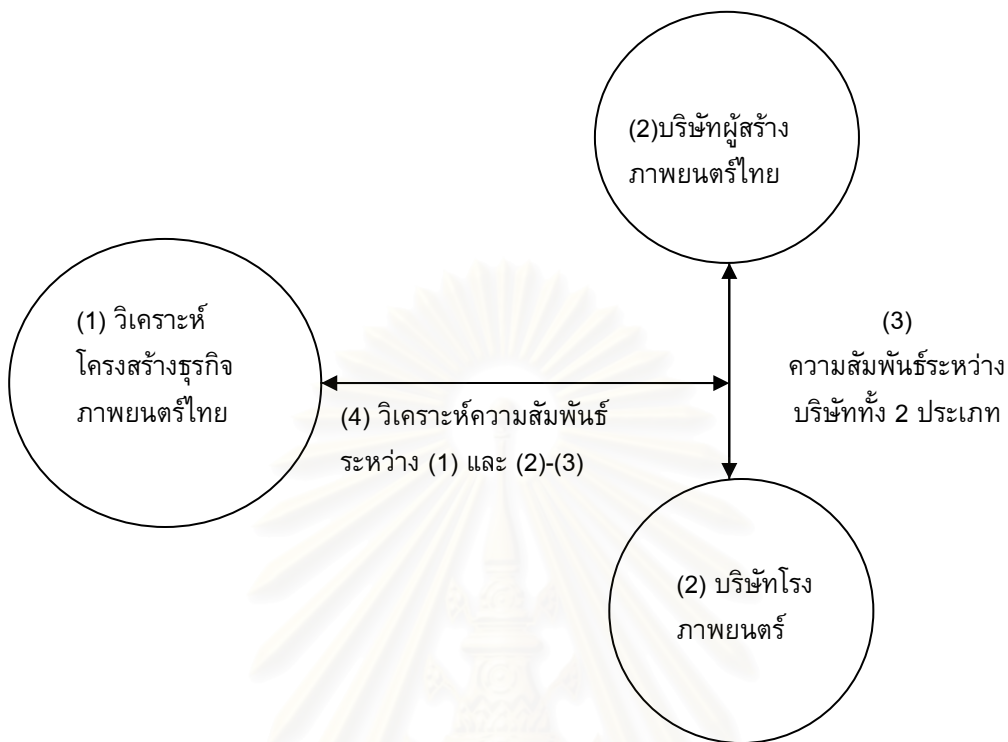 (2)บริษัทผู้สร้าง
ภาพยนตร์ไทย
(1) วิเคราะห์
โครงสร้างธุรกิจ
ภาพยนตร์ไทย
(3)
ความสัมพันธ์ระหว่าง
บริษัททั้ง 2 ประเภท
(4) วิเคราะห์ความสัมพันธ์
ระหว่าง (1) และ (2)-(3)
(2) บริษัทโรง
ภาพยนตร์